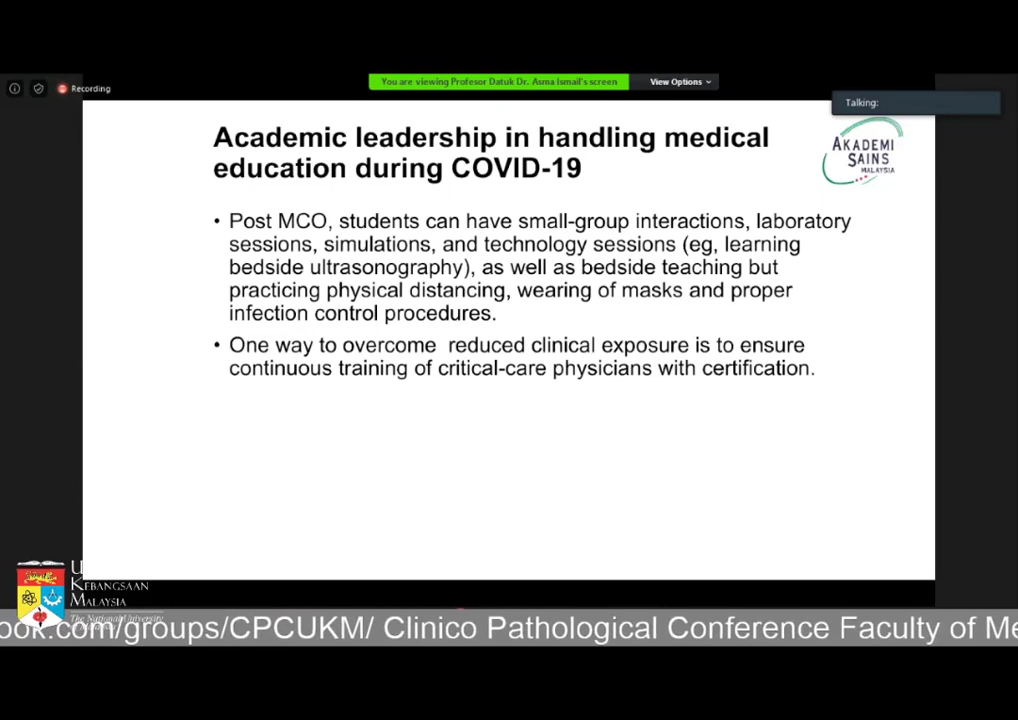 You are viewing Profesor Datuk Dr. Asma Ismail's screen
View Options
Recording
Talking:
Academic leadership in handling medical
education during COVID-19
AKADEMI
SAINS
MALAYSIA
• Post MCO, students can have small-group interactions, laboratory
sessions, simulations, and technology sessions (eg, learning
bedside ultrasonography), as well as bedside teaching but
practicing physical distancing, wearing of masks and proper
infection control procedures.
• One way to overcome reduced clinical exposure is to ensure
continuous training of critical-care physicians with certification.
U
KEBANGSAAN
MALAYSIA
The National University
ook.com/groups/CPCUKM/ Clinico Pathological Conference Faculty of Me